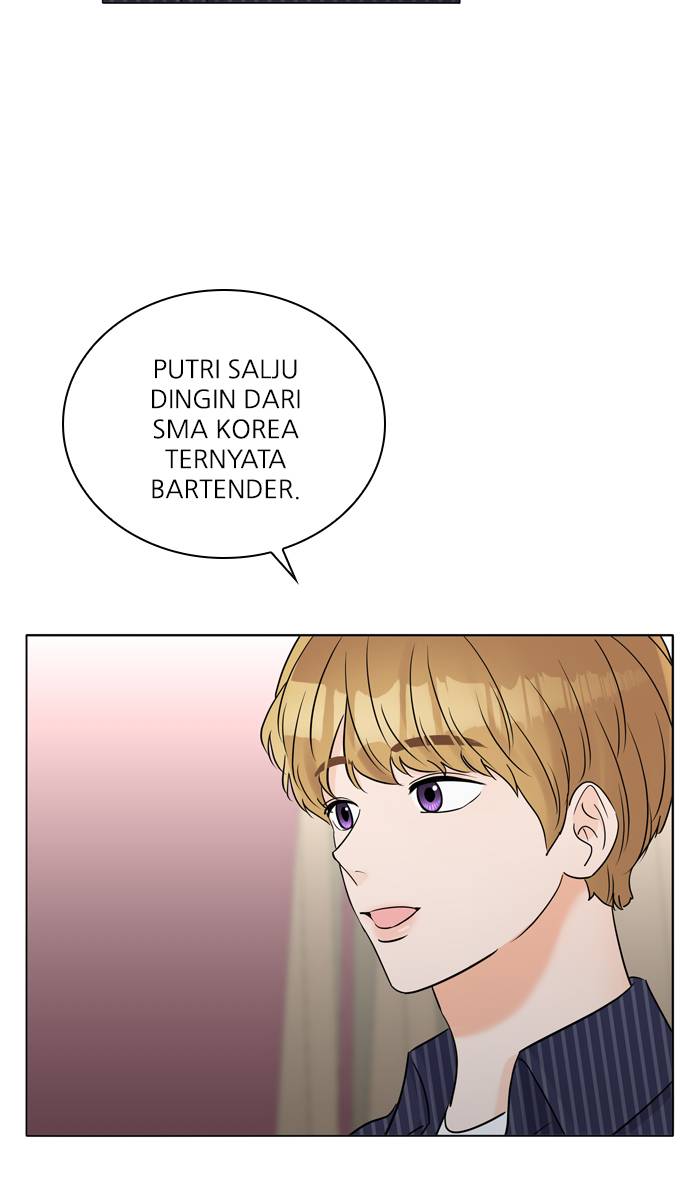 PUTRI SALJU
DINGIN DARI
SMA KOREA
TERNYATA
BARTENDER.